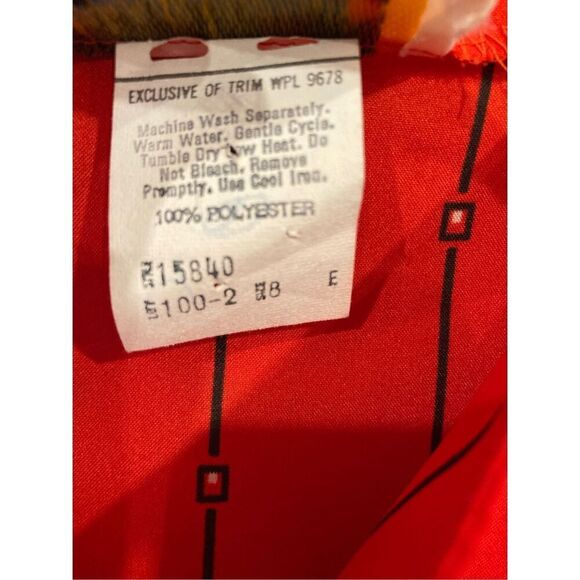 EXCLUSIVE OF TRIM WPL 9678
Machine Wash Separately.
Warm Water. Gentle Cycle.
Tumble Dry Low Heat. Do
Not Bleach. Remove
Promptly. Use Cool Iron.
100% POLYESTER
15840
100-2 8 E